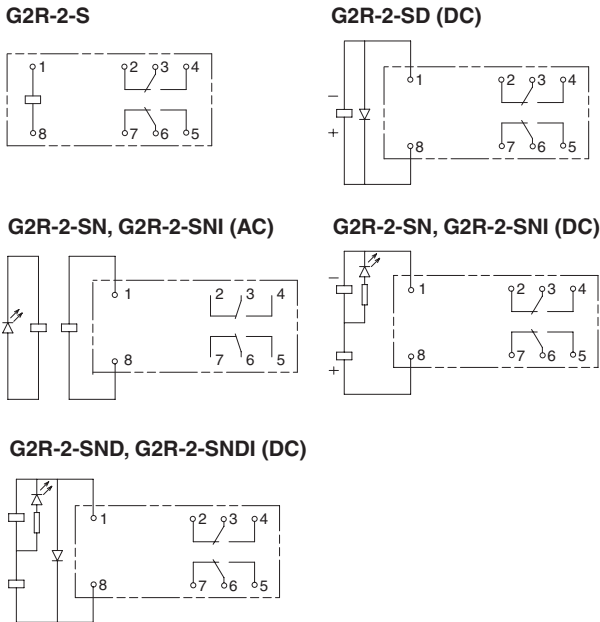 G2R-2-S
1 2 3 4
8 7 6 5
G2R-2-SD (DC)
1 2 3 4
−
+
8 7 6 5
G2R-2-SN, G2R-2-SNI (AC)
1 2 3 4
8 7 6 5
G2R-2-SN, G2R-2-SNI (DC)
−
1 2 3 4
8 7 6 5
+
G2R-2-SND, G2R-2-SNDI (DC)
1 2 3 4
8 7 6 5